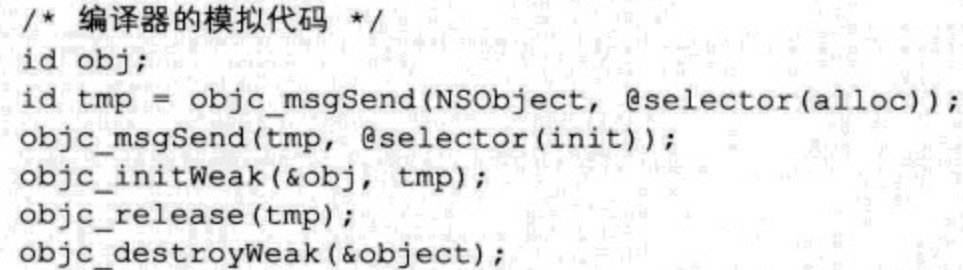 /* 编译器的模拟代码 */
id obj;
id tmp = objc_msgSend(NSObject, @selector(alloc));
objc_msgSend(tmp, @selector(init));
objc_initWeak(&obj, tmp);
objc_release(tmp);
objc_destroyWeak(&object);